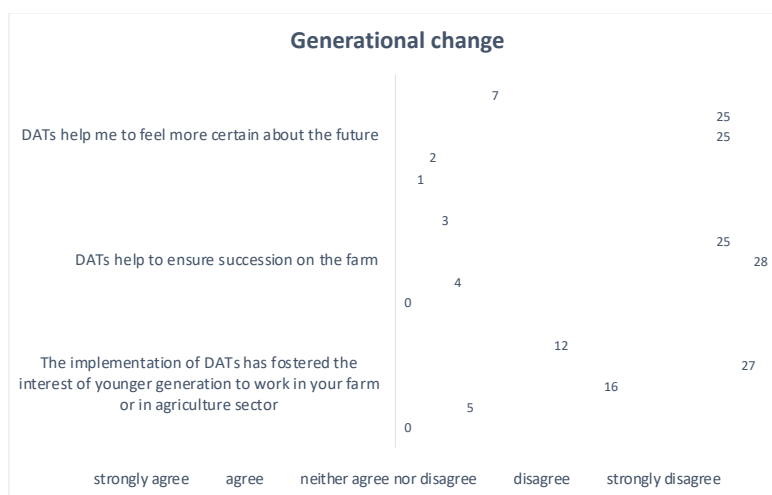 Generational change
7
25
DATs help me to feel more certain about the future
25
2
1
3
25
DATs help to ensure succession on the farm
28
4
0
12
The implementation of DATs has fostered the
27
interest of younger generation to work in your farm
16
or in agriculture sector
5
0
strongly agree agree neither agree nor disagree disagree strongly disagree